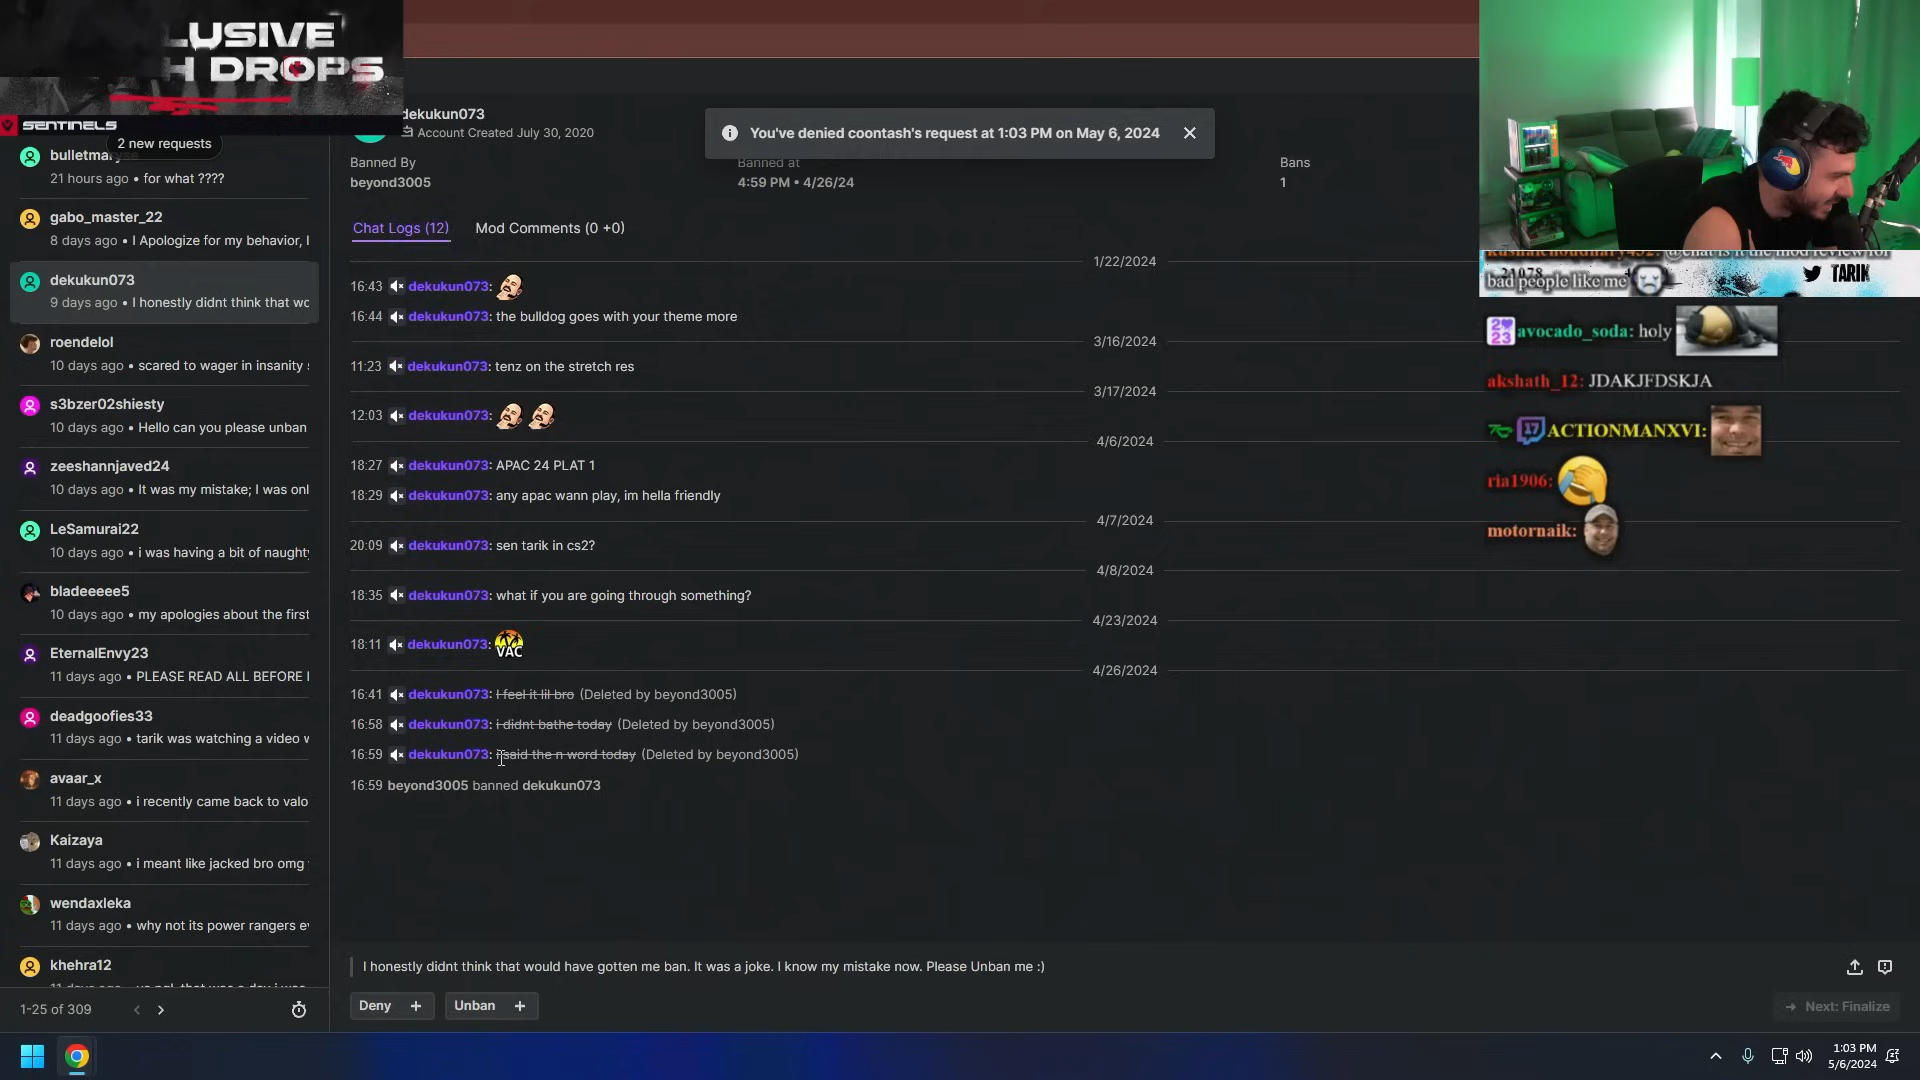 LUSIVE
H DROPS
SENTINELS
2 new requests
bulletmaryse
21 hours ago • for what ????
gabo_master_22
8 days ago • I Apologize for my behavior, I
dekukun073
9 days ago • I honestly didnt think that wo
roendelol
10 days ago • scared to wager in insanity
s3bzer02shiesty
10 days ago • Hello can you please unban
zeeshannjaved24
10 days ago • It was my mistake; I was onl
LeSamurai22
10 days ago • i was having a bit of naught
bladeeeee5
10 days ago • my apologies about the first
EternalEnvy23
11 days ago • PLEASE READ ALL BEFORE
deadgoofies33
11 days ago • tarik was watching a video
avaar_x
11 days ago • i recently came back to valo
Kaizaya
11 days ago • i meant like jacked bro omg
wendaxleka
11 days ago • why not its power rangers
khehra12
1-25 of 309
dekukun073
Account Created July 30, 2020
You've denied coontash's request at 1:03 PM on May 6, 2024
Banned By
beyond3005
Banned at
4:59 PM • 4/26/24
Bans
1
Chat Logs (12)
Mod Comments (0 +0)
1/22/2024
16:43 dekukun073:
16:44 dekukun073: the bulldog goes with your theme more
3/16/2024
11:23 dekukun073: tenz on the stretch res
3/17/2024
12:03 dekukun073:
4/6/2024
18:27 dekukun073: APAC 24 PLAT 1
18:29 dekukun073: any apac wann play, im hella friendly
4/7/2024
20:09 dekukun073: sen tarik in cs2?
4/8/2024
18:35 dekukun073: what if you are going through something?
4/23/2024
18:11 dekukun073: VAC
4/26/2024
16:41 dekukun073: I feel it lil bro (Deleted by beyond3005)
16:58 dekukun073: i didnt bathe today (Deleted by beyond3005)
16:59 dekukun073: i said the n word today (Deleted by beyond3005)
16:59 beyond3005 banned dekukun073
I honestly didnt think that would have gotten me ban. It was a joke. I know my mistake now. Please Unban me :)
Deny +
Unban +
Next: Finalize
@chat is it the mod review for
bad people like me
21078
TARIK
avocado_soda: holy
akshath_12: JDAKJFDSKJA
17 ACTIONMANXVI:
ria1906:
motornaik:
1:03 PM
5/6/2024